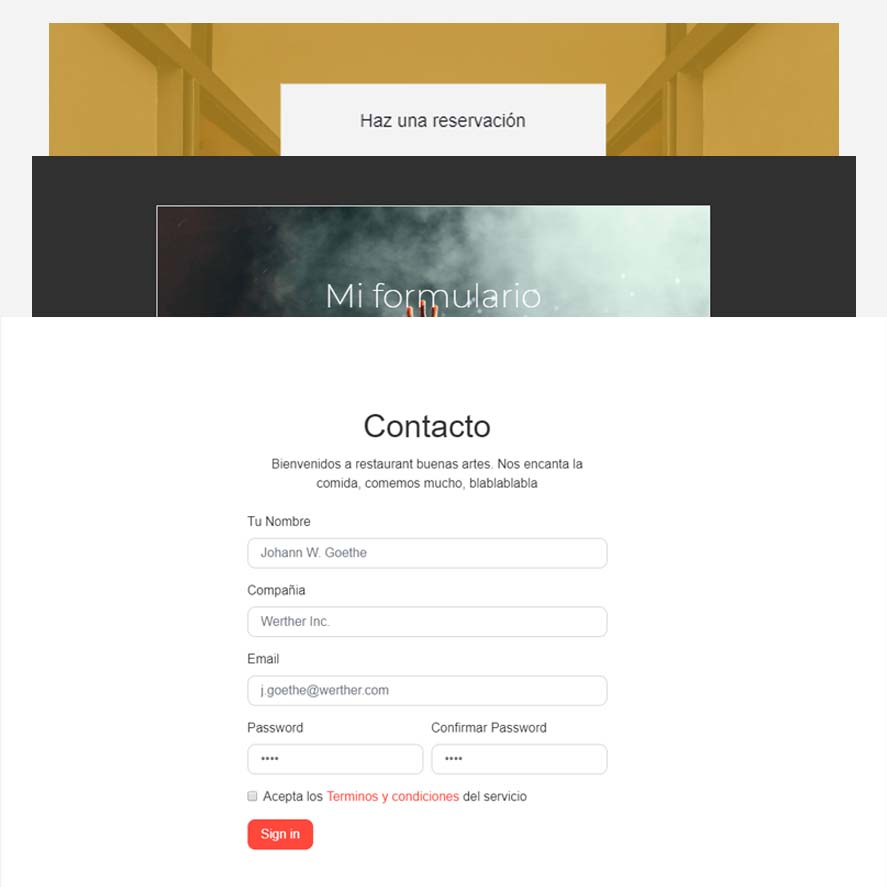 Haz una reservación
Mi formulario
Contacto
Bienvenidos a restaurant buenas artes. Nos encanta la
comida, comemos mucho, blablablabla
Tu Nombre
Johann W. Goethe
Compañia
Werther Inc.
Email
j.goethe@werther.com
Password
Confirmar Password
••••
••••
Acepta los Terminos y condiciones del servicio
Sign in